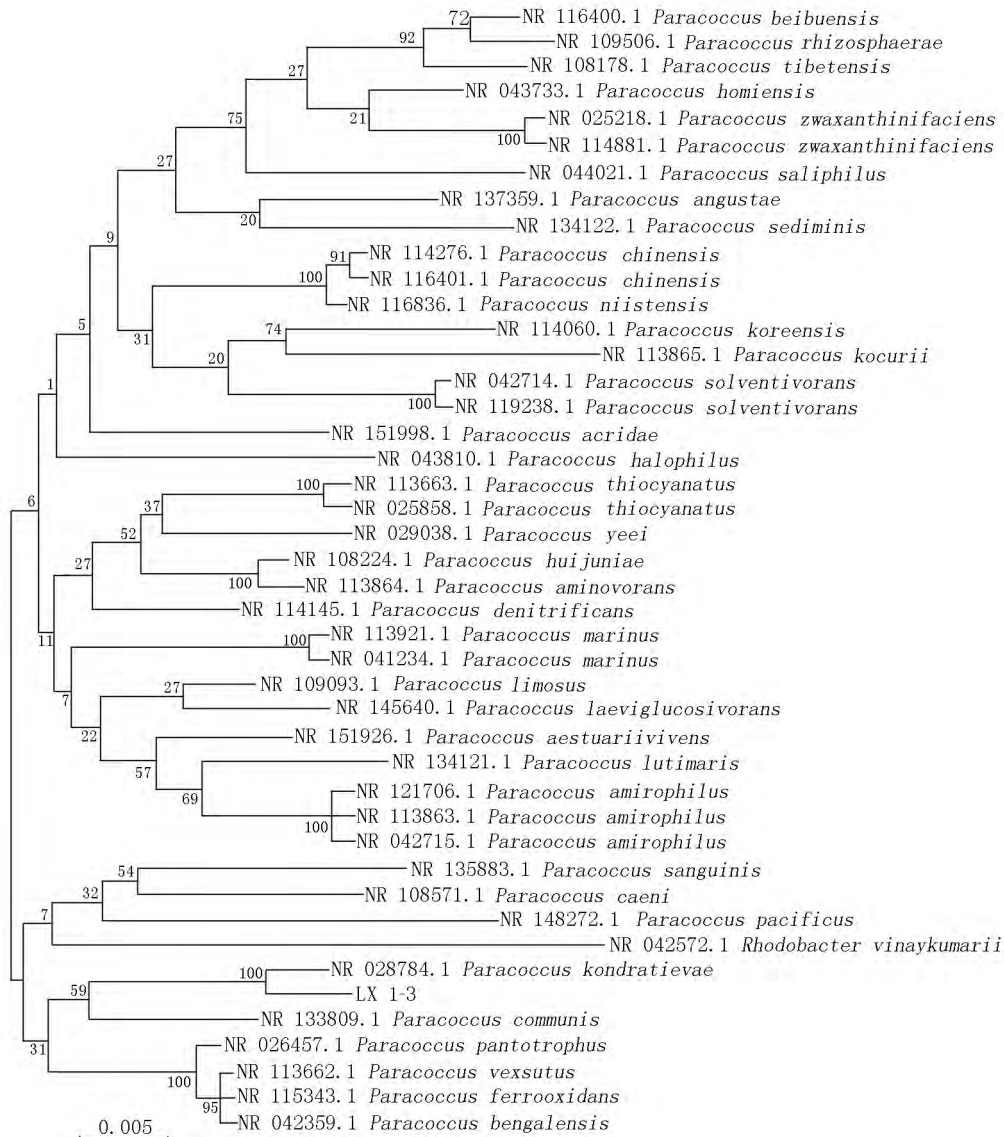 72
NR 116400.1 Paracoccus beibuensis
92
NR 109506.1 Paracoccus rhizosphaerae
27
NR 108178.1 Paracoccus tibetensis
NR 043733.1 Paracoccus homiensis
75
21
NR 025218.1 Paracoccus zwaxanthinifaciens
100
NR 114881.1 Paracoccus zwaxanthinifaciens
27
NR 044021.1 Paracoccus saliphilus
NR 137359.1 Paracoccus angustae
20
NR 134122.1 Paracoccus sediminis
9
91
NR 114276.1 Paracoccus chinensis
100
NR 116401.1 Paracoccus chinensis
NR 116836.1 Paracoccus niistensis
5
31
74
NR 114060.1 Paracoccus koreensis
20
NR 113865.1 Paracoccus kocurii
1
NR 042714.1 Paracoccus solventivorans
100
NR 119238.1 Paracoccus solventivorans
NR 151998.1 Paracoccus acridae
NR 043810.1 Paracoccus halophilus
6
100
NR 113663.1 Paracoccus thiocyanatus
37
NR 025858.1 Paracoccus thiocyanatus
52
NR 029038.1 Paracoccus yeei
27
NR 108224.1 Paracoccus huijuniae
100
NR 113864.1 Paracoccus aminovorans
NR 114145.1 Paracoccus denitrificans
11
100
NR 113921.1 Paracoccus marinus
NR 041234.1 Paracoccus marinus
7
27
NR 109093.1 Paracoccus limosus
NR 145640.1 Paracoccus laeviglucosivorans
22
NR 151926.1 Paracoccus aestuariivivens
57
NR 134121.1 Paracoccus lutimaris
69
NR 121706.1 Paracoccus amirophilus
100
NR 113863.1 Paracoccus amirophilus
NR 042715.1 Paracoccus amirophilus
54
NR 135883.1 Paracoccus sanguinis
32
NR 108571.1 Paracoccus caeni
7
NR 148272.1 Paracoccus pacificus
NR 042572.1 Rhodobacter vinaykumarii
100
NR 028784.1 Paracoccus kondratievae
59
LX 1-3
NR 133809.1 Paracoccus communis
31
NR 026457.1 Paracoccus pantotrophus
100
NR 113662.1 Paracoccus vexsutus
95
NR 115343.1 Paracoccus ferrooxidans
NR 042359.1 Paracoccus bengalensis
0.005